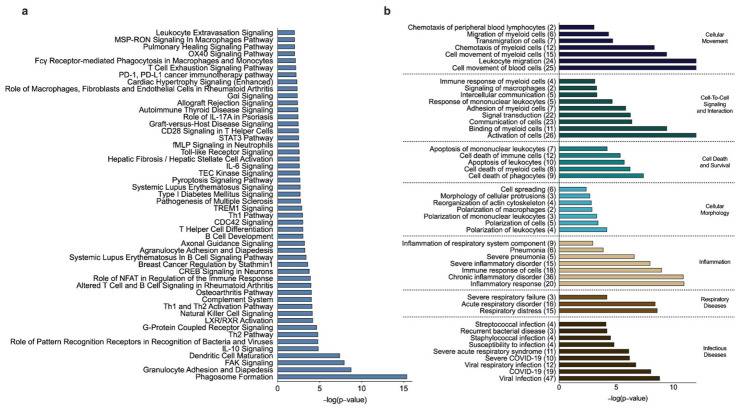 a
Leukocyte Extravasation Signaling
MSP-RON Signaling In Macrophages Pathway
Pulmonary Healing Signaling Pathway
OX40 Signaling Pathway
Fcγ Receptor-mediated Phagocytosis in Macrophages and Monocytes
T Cell Exhaustion Signaling Pathway
PD-1, PD-L1 cancer immunotherapy pathway
Cardiac Hypertrophy Signaling (Enhanced)
Role of Macrophages, Fibroblasts and Endothelial Cells in Rheumatoid Arthritis
Gαi Signaling
Allograft Rejection Signaling
Autoimmune Thyroid Disease Signaling
Role of IL-17A in Psoriasis
Graft-versus-Host Disease Signaling
CD28 Signaling in T Helper Cells
STAT3 Pathway
fMLP Signaling in Neutrophils
Toll-like Receptor Signaling
Hepatic Fibrosis / Hepatic Stellate Cell Activation
IL-6 Signaling
TEC Kinase Signaling
Pyroptosis Signaling Pathway
Systemic Lupus Erythematosus Signaling
Type I Diabetes Mellitus Signaling
Pathogenesis of Multiple Sclerosis
TREM1 Signaling
Th1 Pathway
CDC42 Signaling
T Helper Cell Differentiation
B Cell Development
Axonal Guidance Signaling
Agranulocyte Adhesion and Diapedesis
Systemic Lupus Erythematosus In B Cell Signaling Pathway
Breast Cancer Regulation by Stathmin1
CREB Signaling in Neurons
Role of NFAT in Regulation of the Immune Response
Altered T Cell and B Cell Signaling in Rheumatoid Arthritis
Osteoarthritis Pathway
Complement System
Th1 and Th2 Activation Pathway
Natural Killer Cell Signaling
LXR/RXR Activation
G-Protein Coupled Receptor Signaling
Th2 Pathway
Role of Pattern Recognition Receptors in Recognition of Bacteria and Viruses
IL-10 Signaling
Dendritic Cell Maturation
FAK Signaling
Granulocyte Adhesion and Diapedesis
Phagosome Formation
0 5 10 15
-log(p-value)
b
Chemotaxis of peripheral blood lymphocytes (2)
Migration of myeloid cells (6)
Transmigration of cells (7)
Chemotaxis of myeloid cells (12)
Cell movement of myeloid cells (15)
Leukocyte migration (24)
Cell movement of blood cells (25)
Cellular
Movement
Immune response of myeloid cells (4)
Signaling of macrophages (2)
Intercellular communication (5)
Response of mononuclear leukocytes (5)
Adhesion of myeloid cells (7)
Signal transduction (22)
Communication of cells (23)
Binding of myeloid cells (11)
Activation of cells (26)
Cell-To-Cell
Signaling
and Interaction
Apoptosis of mononuclear leukocytes (7)
Cell death of immune cells (12)
Apoptosis of leukocytes (10)
Cell death of myeloid cells (8)
Cell death of phagocytes (9)
Cell Death
and Survival
Cell spreading (6)
Morphology of cellular protrusions (3)
Reorganization of actin cytoskeleton (4)
Polarization of macrophages (2)
Polarization of mononuclear leukocytes (3)
Polarization of cells (5)
Polarization of leukocytes (4)
Cellular
Morphology
Inflammation of respiratory system component (9)
Pneumonia (6)
Severe pneumonia (5)
Severe inflammatory disorder (15)
Immune response of cells (18)
Chronic inflammatory disorder (36)
Inflammatory response (20)
Inflammation
Severe respiratory failure (3)
Acute respiratory disorder (16)
Respiratory distress (15)
Respiratory
Diseases
Streptococcal infection (4)
Recurrent bacterial disease (3)
Staphylococcal infection (4)
Susceptibility to infection (4)
Severe acute respiratory syndrome (11)
Severe COVID-19 (10)
Viral respiratory infection (12)
COVID-19 (19)
Viral Infection (47)
Infectious
Diseases
0 5 10
-log(p-value)